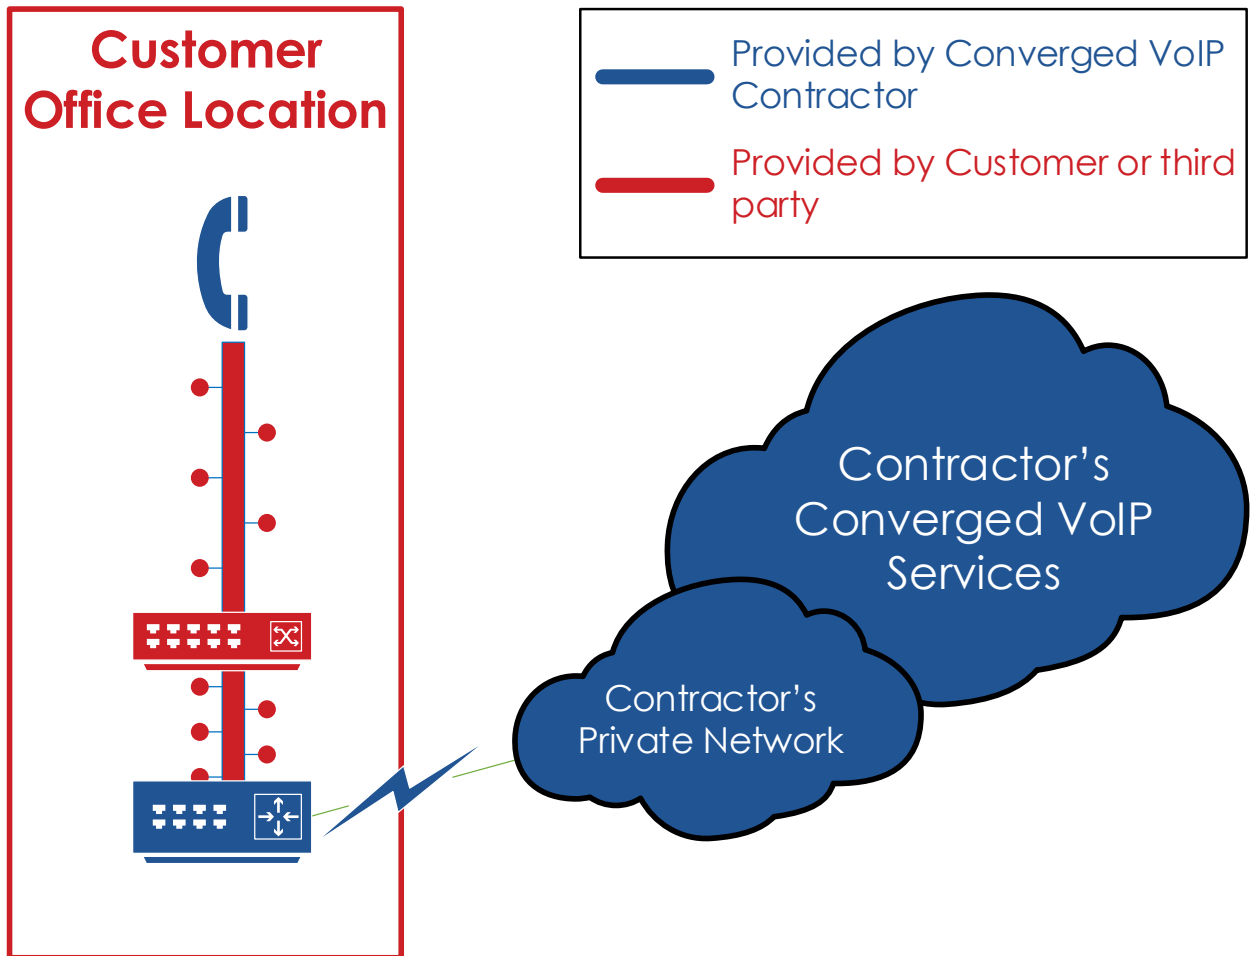 Customer
Office Location
Provided by Converged VoIP
Contractor
Provided by Customer or third
party
Contractor’s
Converged VoIP
Services
Contractor’s
Private Network